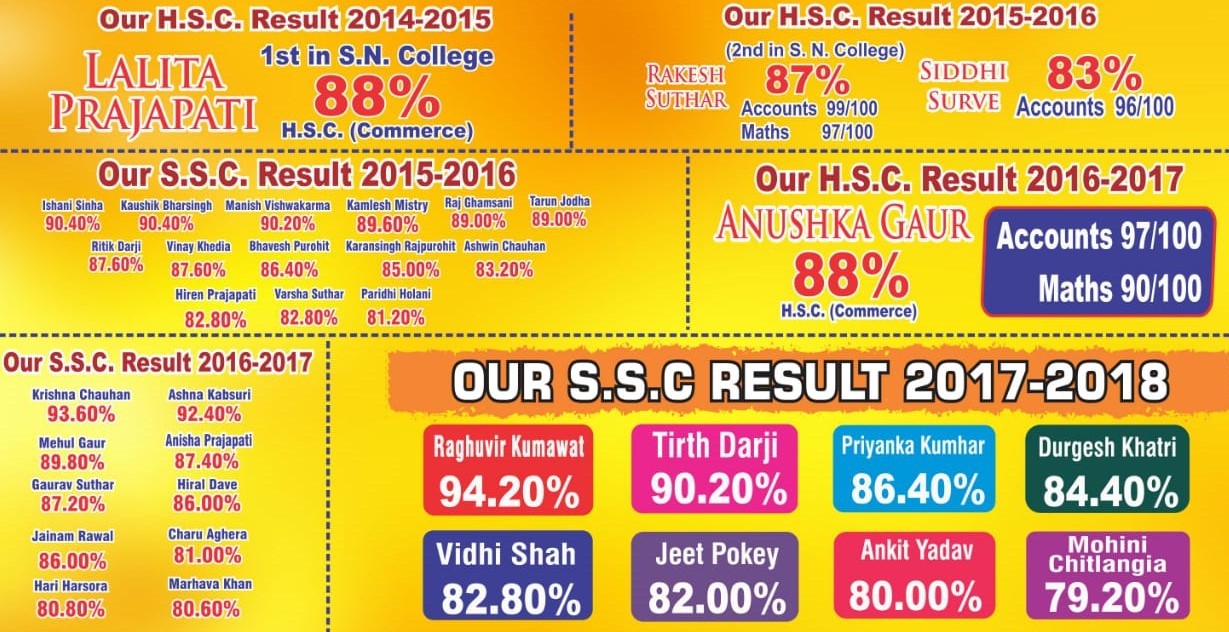 Our H.S.C. Result 2014-2015
LALITA
PRAJAPATI
1st in S.N. College
88%
H.S.C. (Commerce)
Our H.S.C. Result 2015-2016
(2nd in S. N. College)
RAKESH
SUTHAR
87%
Accounts 99/100
Maths 97/100
SIDDHI
SURVE
83%
Accounts 96/100
Our S.S.C. Result 2015-2016
Ishani Sinha Kaushik Bharsingh Manish Vishwakarma Kamlesh Mistry Raj Ghamsani Tarun Jodha
90.40% 90.40% 90.20% 89.60% 89.00% 89.00%
Ritik Darji Vinay Khedia Bhavesh Purohit Karansingh Rajpurohit Ashwin Chauhan
87.60% 87.60% 86.40% 85.00% 83.20%
Hiren Prajapati Varsha Suthar Paridhi Holani
82.80% 82.80% 81.20%
Our H.S.C. Result 2016-2017
ANUSHKA GAUR
88%
H.S.C. (Commerce)
Accounts 97/100
Maths 90/100
Our S.S.C. Result 2016-2017
Krishna Chauhan Ashna Kabsuri
93.60% 92.40%
Mehul Gaur Anisha Prajapati
89.80% 87.40%
Gaurav Suthar Hiral Dave
87.20% 86.00%
Jainam Rawal Charu Aghera
86.00% 81.00%
Hari Harsora Marhava Khan
80.80% 80.60%
OUR S.S.C RESULT 2017-2018
Raghuvir Kumawat Tirth Darji Priyanka Kumhar Durgesh Khatri
94.20% 90.20% 86.40% 84.40%
Vidhi Shah Jeet Pokey Ankit Yadav Mohini
Chitlangia
82.80% 82.00% 80.00% 79.20%